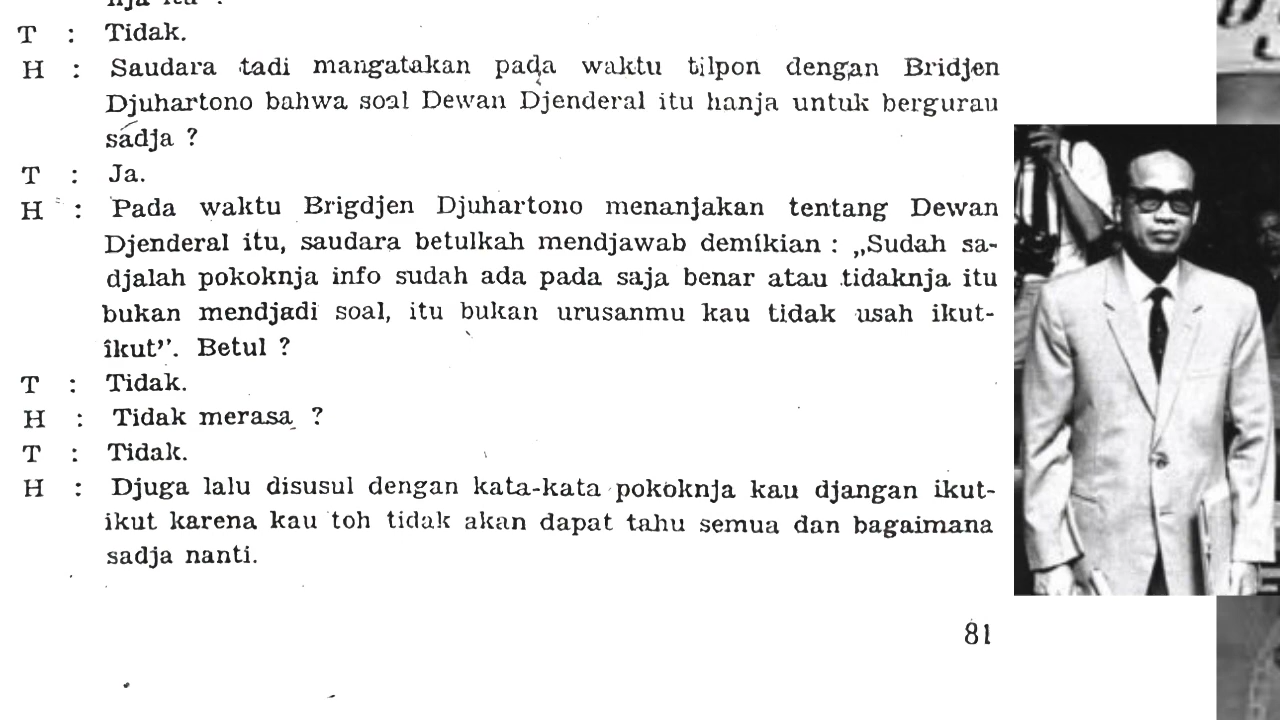 nja itu ?
T : Tidak.
H : Saudara tadi mangatakan pada waktu tilpon dengan Bridjen
Djuhartono bahwa soal Dewan Djenderal itu hanja untuk bergurau
sadja ?
T : Ja.
H : Pada waktu Brigdjen Djuhartono menanjakan tentang Dewan
Djenderal itu, saudara betulkah mendjawab demikian : „Sudah sa-
djalah pokoknja info sudah ada pada saja benar atau tidaknja itu
bukan mendjadi soal, itu bukan urusanmu kau tidak usah ikut-
ikut”. Betul ?
T : Tidak.
H : Tidak merasa ?
T : Tidak.
H : Djuga lalu disusul dengan kata-kata pokoknja kau djangan ikut-
ikut karena kau toh tidak akan dapat tahu semua dan bagaimana
sadja nanti.
81